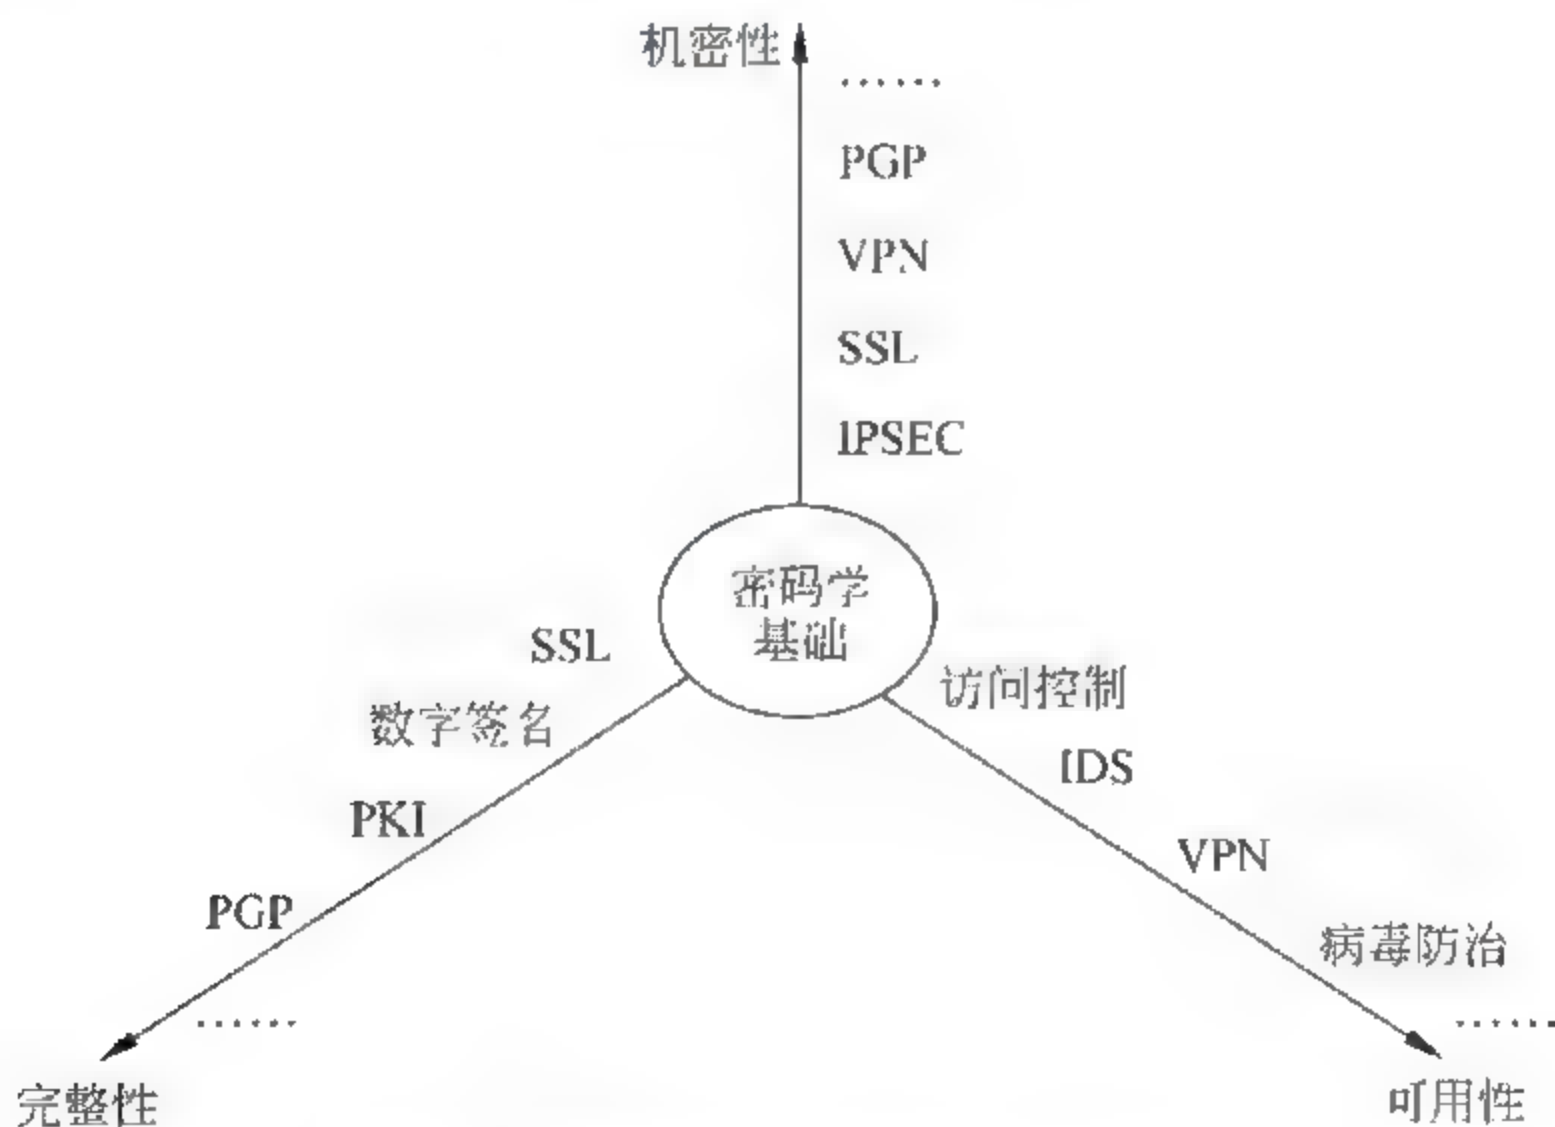 机密性
……
PGP
VPN
SSL
IPSEC
密码学
基础
SSL
数字签名
PKI
PGP
……
完整性
访问控制
IDS
VPN
病毒防治
……
可用性